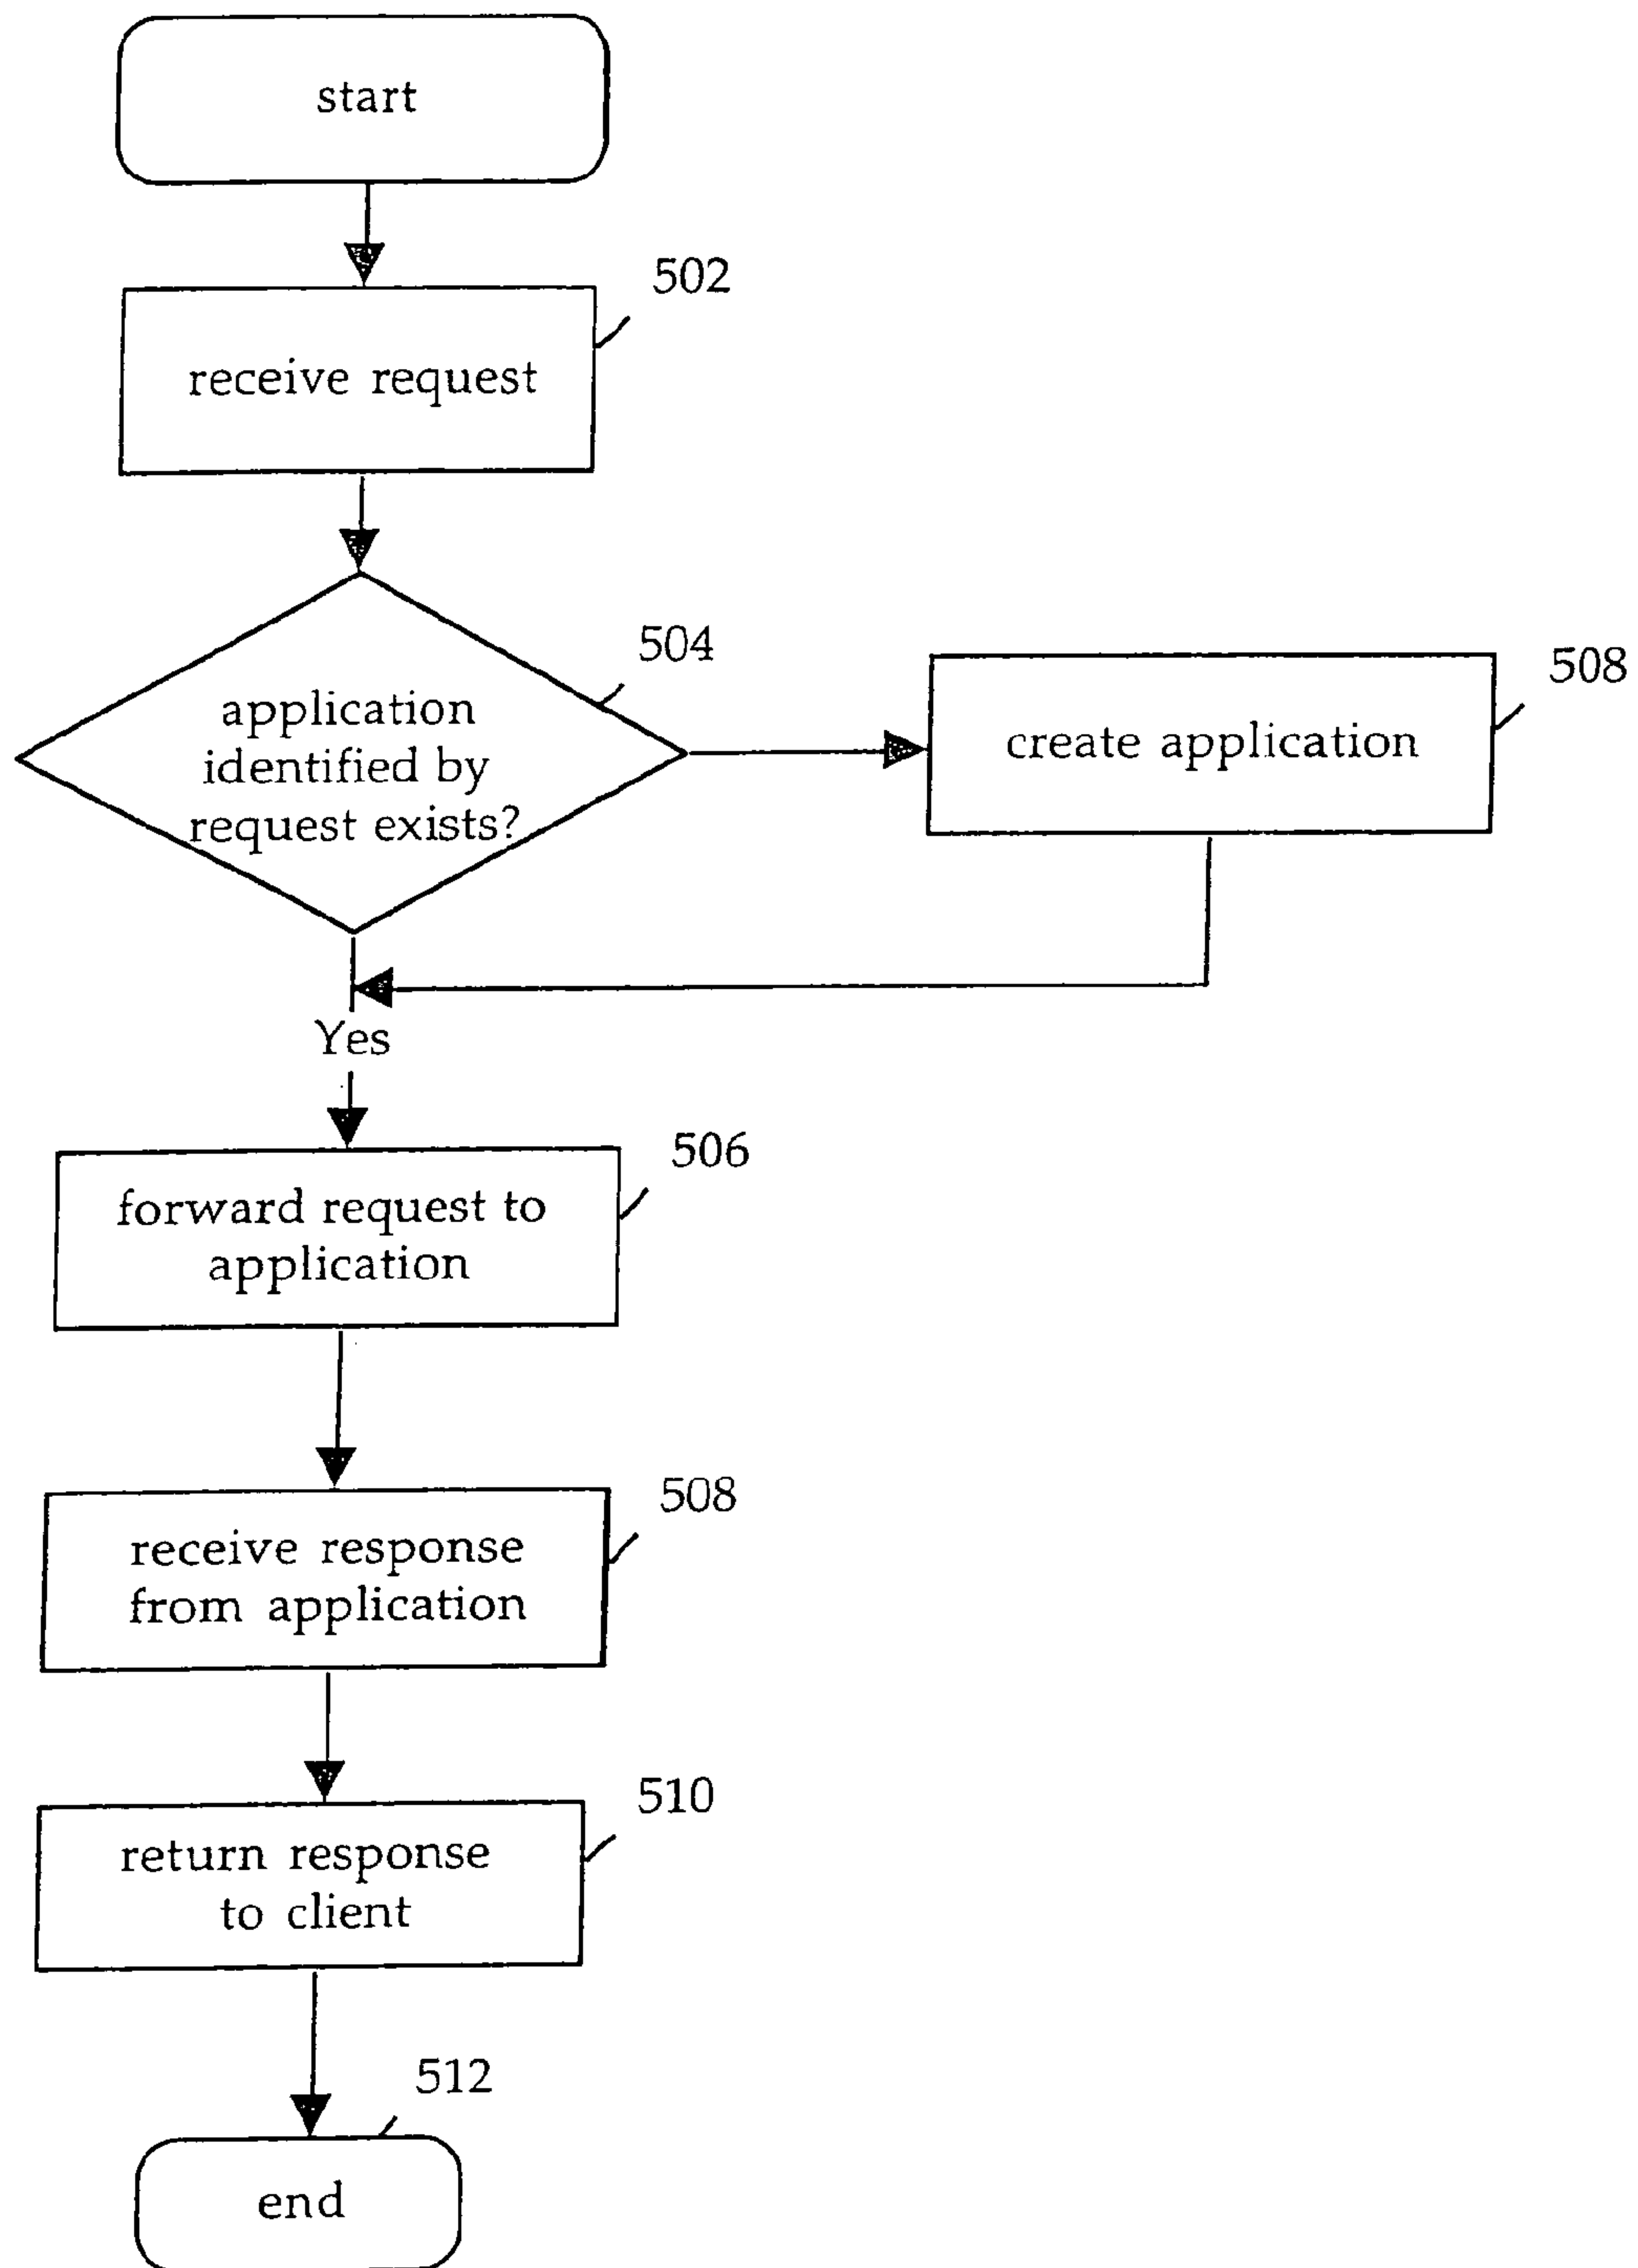 start
502
receive request
504
application
identified by
request exists?
508
create application
Yes
506
forward request to
application
508
receive response
from application
510
return response
to client
512
end